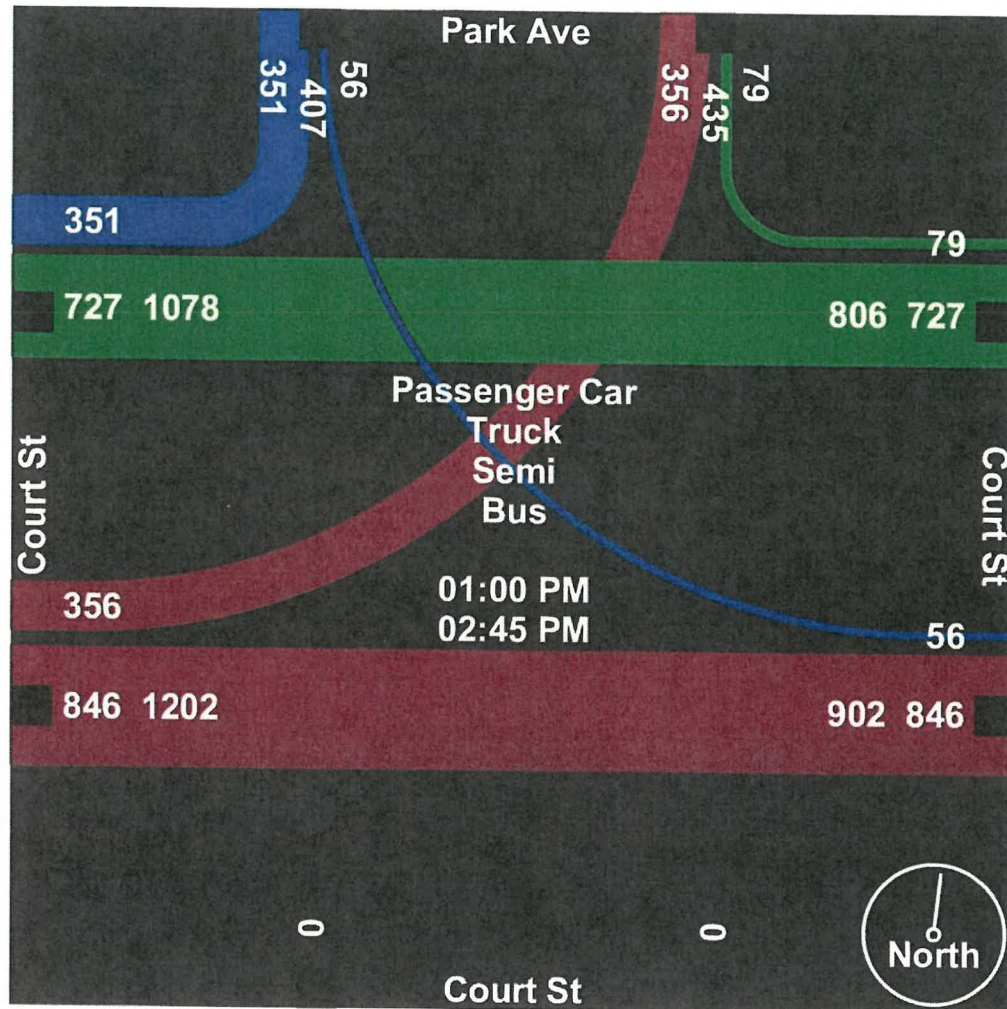 Park Ave
351
407
56
356
435
79
351
79
727 1078
806 727
Passenger Car
Truck
Semi
Bus
Court St
Court St
01:00 PM
02:45 PM
356
56
846 1202
902 846
0
0
North
Court St